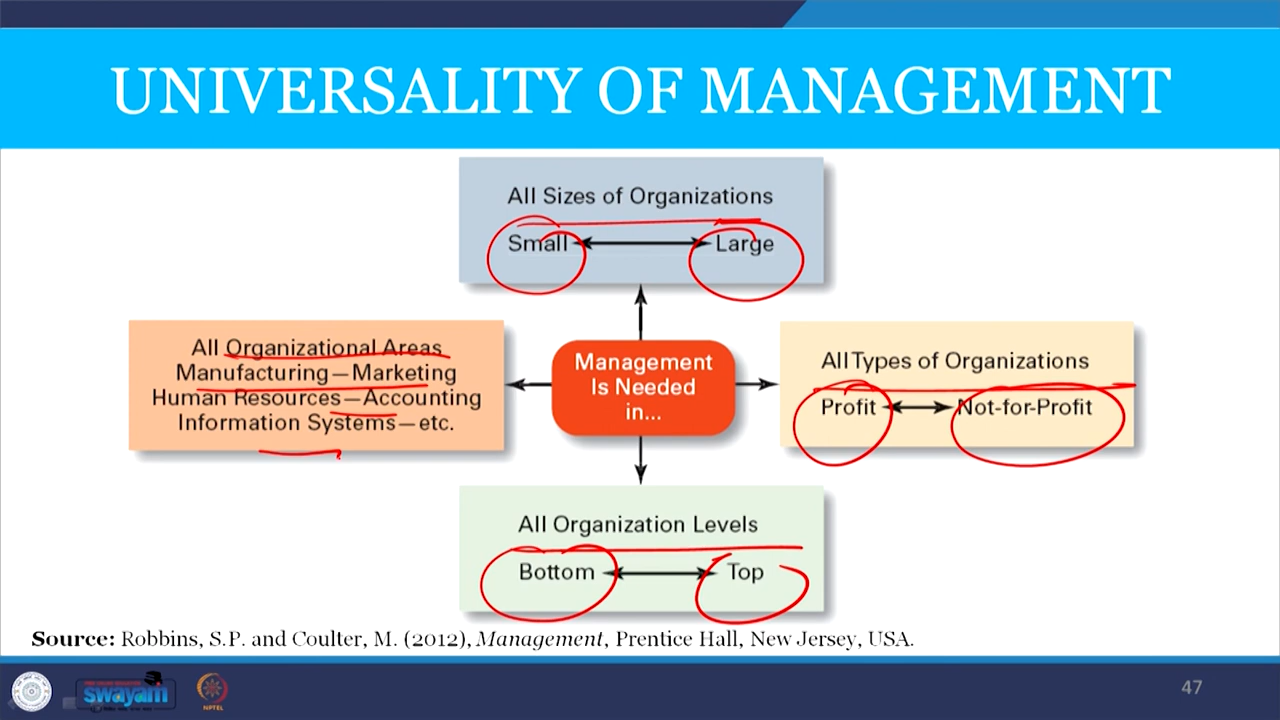 UNIVERSALITY OF MANAGEMENT
All Sizes of Organizations
Small Large
All Organizational Areas
Manufacturing—Marketing
Human Resources—Accounting
Information Systems—etc.
Management
Is Needed
in...
All Types of Organizations
Profit Not-for-Profit
All Organization Levels
Bottom Top
Source: Robbins, S.P. and Coulter, M. (2012), Management, Prentice Hall, New Jersey, USA.
swayam
NPTEL
47